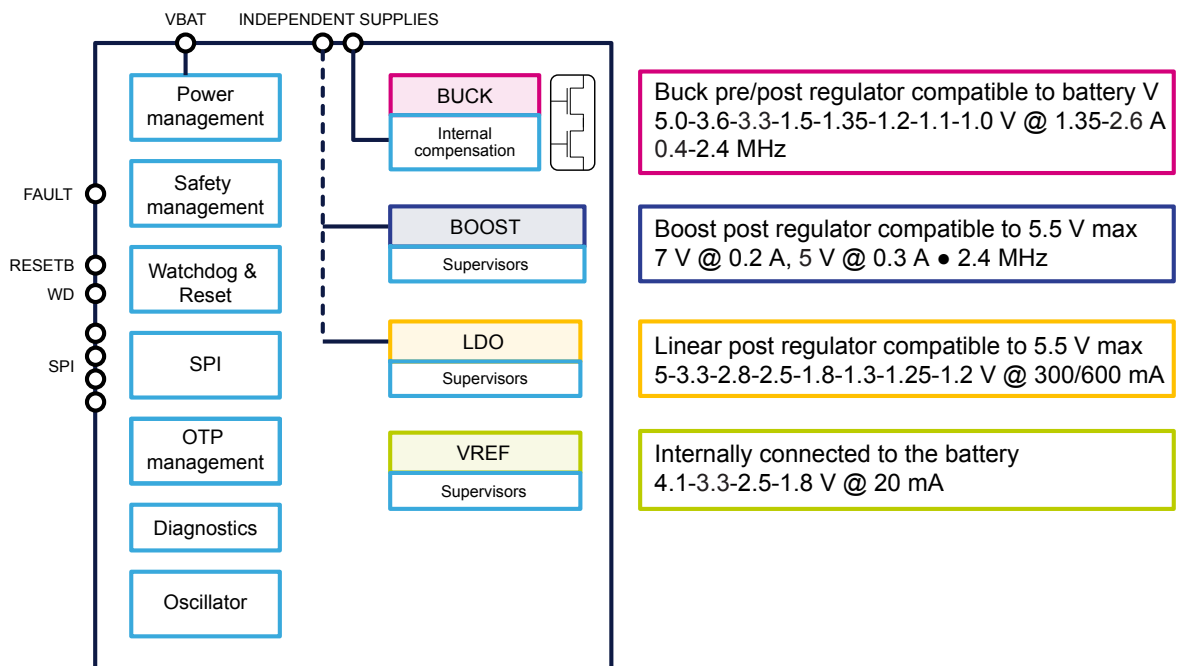 VBAT
INDEPENDENT SUPPLIES
FAULT
RESETB
WD
SPI
Power
management
Safety
management
Watchdog &
Reset
SPI
OTP
management
Diagnostics
Oscillator
BUCK
Internal
compensation
BOOST
Supervisors
LDO
Supervisors
VREF
Supervisors
Buck pre/post regulator compatible to battery V
5.0-3.6-3.3-1.5-1.35-1.2-1.1-1.0 V @ 1.35-2.6 A
0.4-2.4 MHz
Boost post regulator compatible to 5.5 V max
7 V @ 0.2 A, 5 V @ 0.3 A ● 2.4 MHz
Linear post regulator compatible to 5.5 V max
5-3.3-2.8-2.5-1.8-1.3-1.25-1.2 V @ 300/600 mA
Internally connected to the battery
4.1-3.3-2.5-1.8 V @ 20 mA